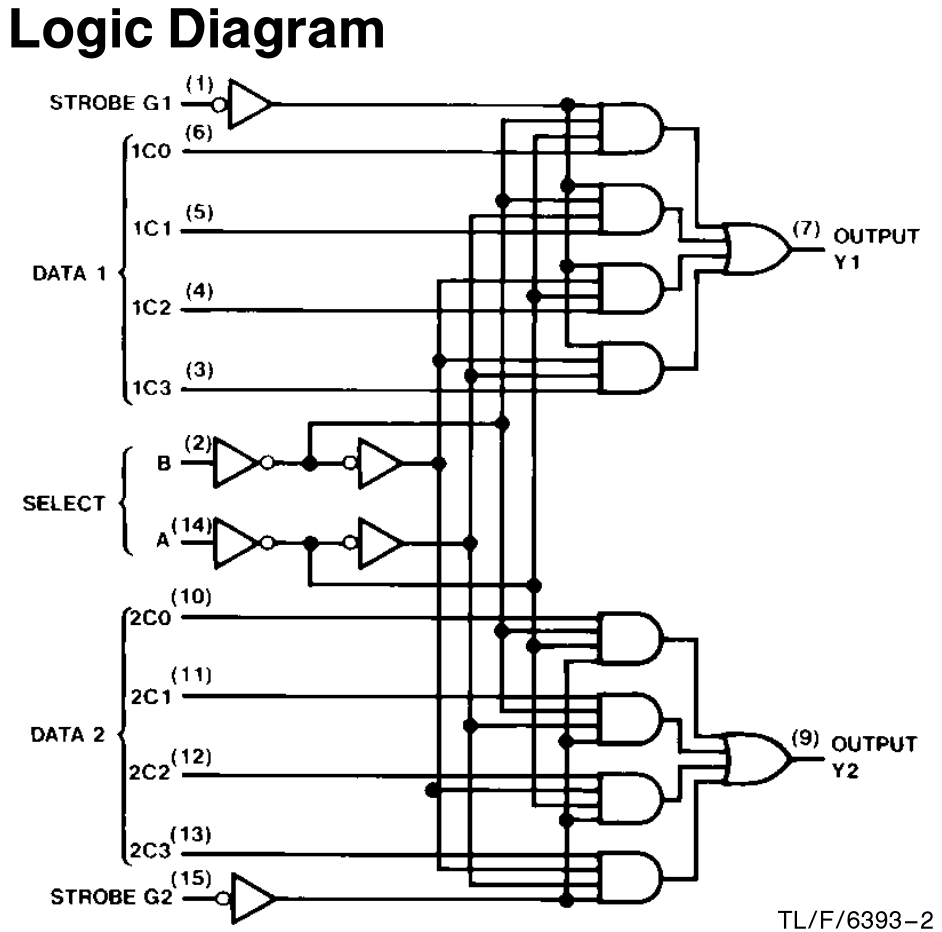 Logic Diagram
STROBE G1 (1)
1C0 (6)
1C1 (5)
DATA 1
1C2 (4)
1C3 (3)
(7) OUTPUT
Y1
B (2)
SELECT
A (14)
2C0 (10)
2C1 (11)
DATA 2
2C2 (12)
2C3 (13)
(9) OUTPUT
Y2
STROBE G2 (15)
TL/F/6393-2